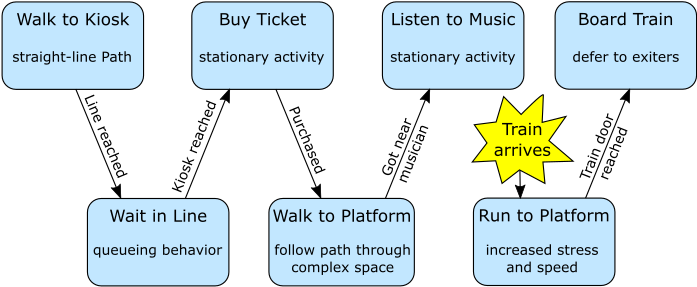 Walk to Kiosk
straight-line Path
Line reached
Wait in Line
queueing behavior
Kiosk reached
Buy Ticket
stationary activity
Purchased
Walk to Platform
follow path through
complex space
Got near
musician
Listen to Music
stationary activity
Train
arrives
Run to Platform
increased stress
and speed
Train door
reached
Board Train
defer to exiters